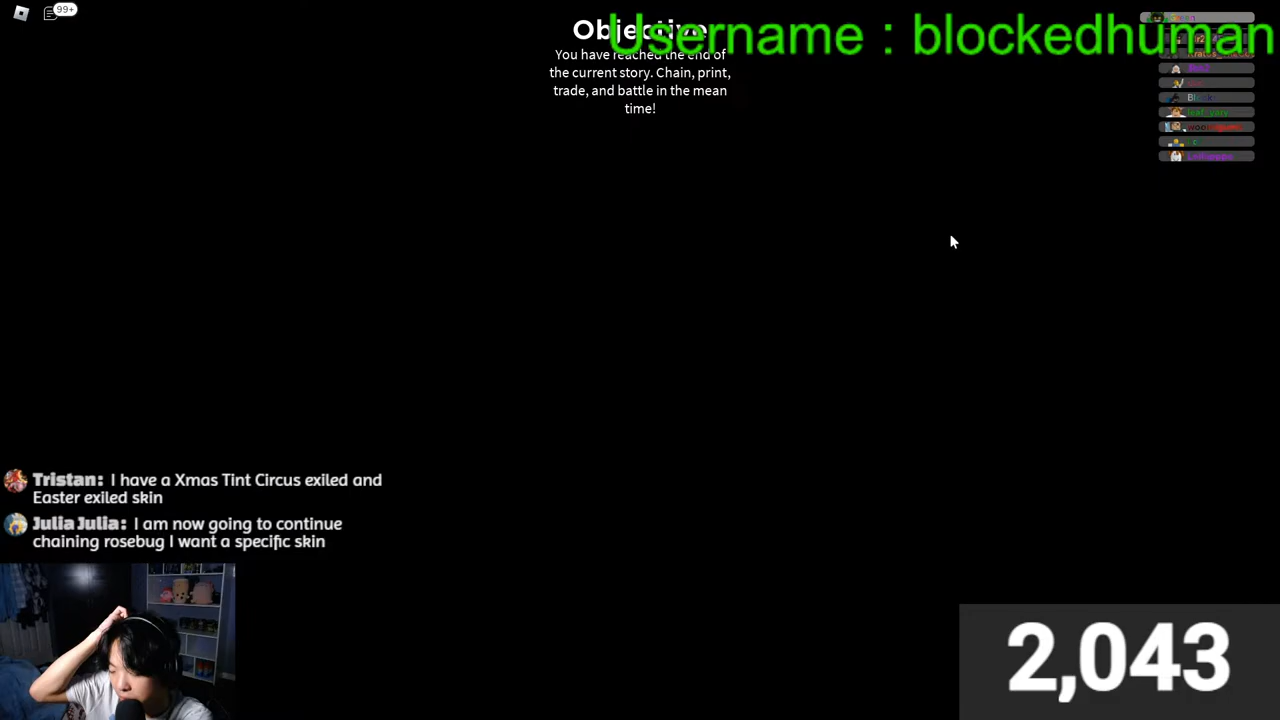 99+
Objective
Username : blockedhuman
You have reached the end of
the current story. Chain, print,
trade, and battle in the mean
time!
Tristan: I have a Xmas Tint Circus exiled and
Easter exiled skin
Julia Julia: I am now going to continue
chaining rosebug I want a specific skin
2,043